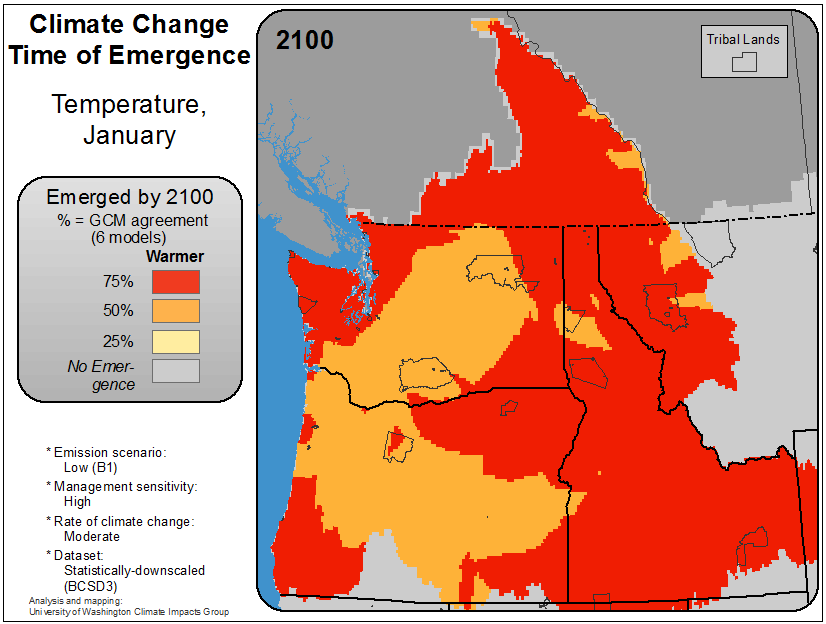 Climate Change
Time of Emergence
Temperature,
January
Emerged by 2100
% = GCM agreement
(6 models)
Warmer
75%
50%
25%
No Emer-
gence
* Emission scenario:
Low (B1)
* Management sensitivity:
High
* Rate of climate change:
Moderate
* Dataset:
Statistically-downscaled
(BCSD3)
Analysis and mapping:
University of Washington Climate Impacts Group
2100
Tribal Lands